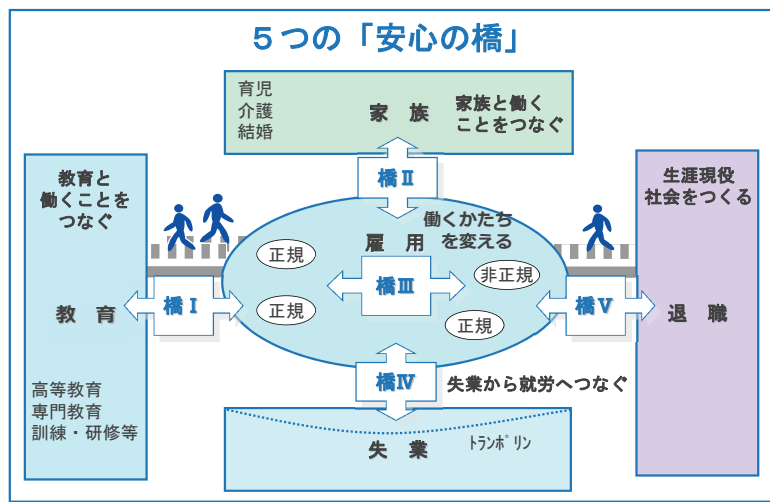 ５つの「安心の橋」
育児
介護
結婚
家　族
家族と働く
ことをつなぐ
橋Ⅱ
教育と
働くことを
つなぐ
教　育
高等教育
専門教育
訓練・研修等
橋Ⅰ
働くかたち
を変える
雇　用
正規
正規
橋Ⅲ
非正規
正規
橋Ⅴ
生涯現役
社会をつくる
退　職
橋Ⅳ
失業から就労へつなぐ
失　業
ﾄランﾎﾟﾘﾝ